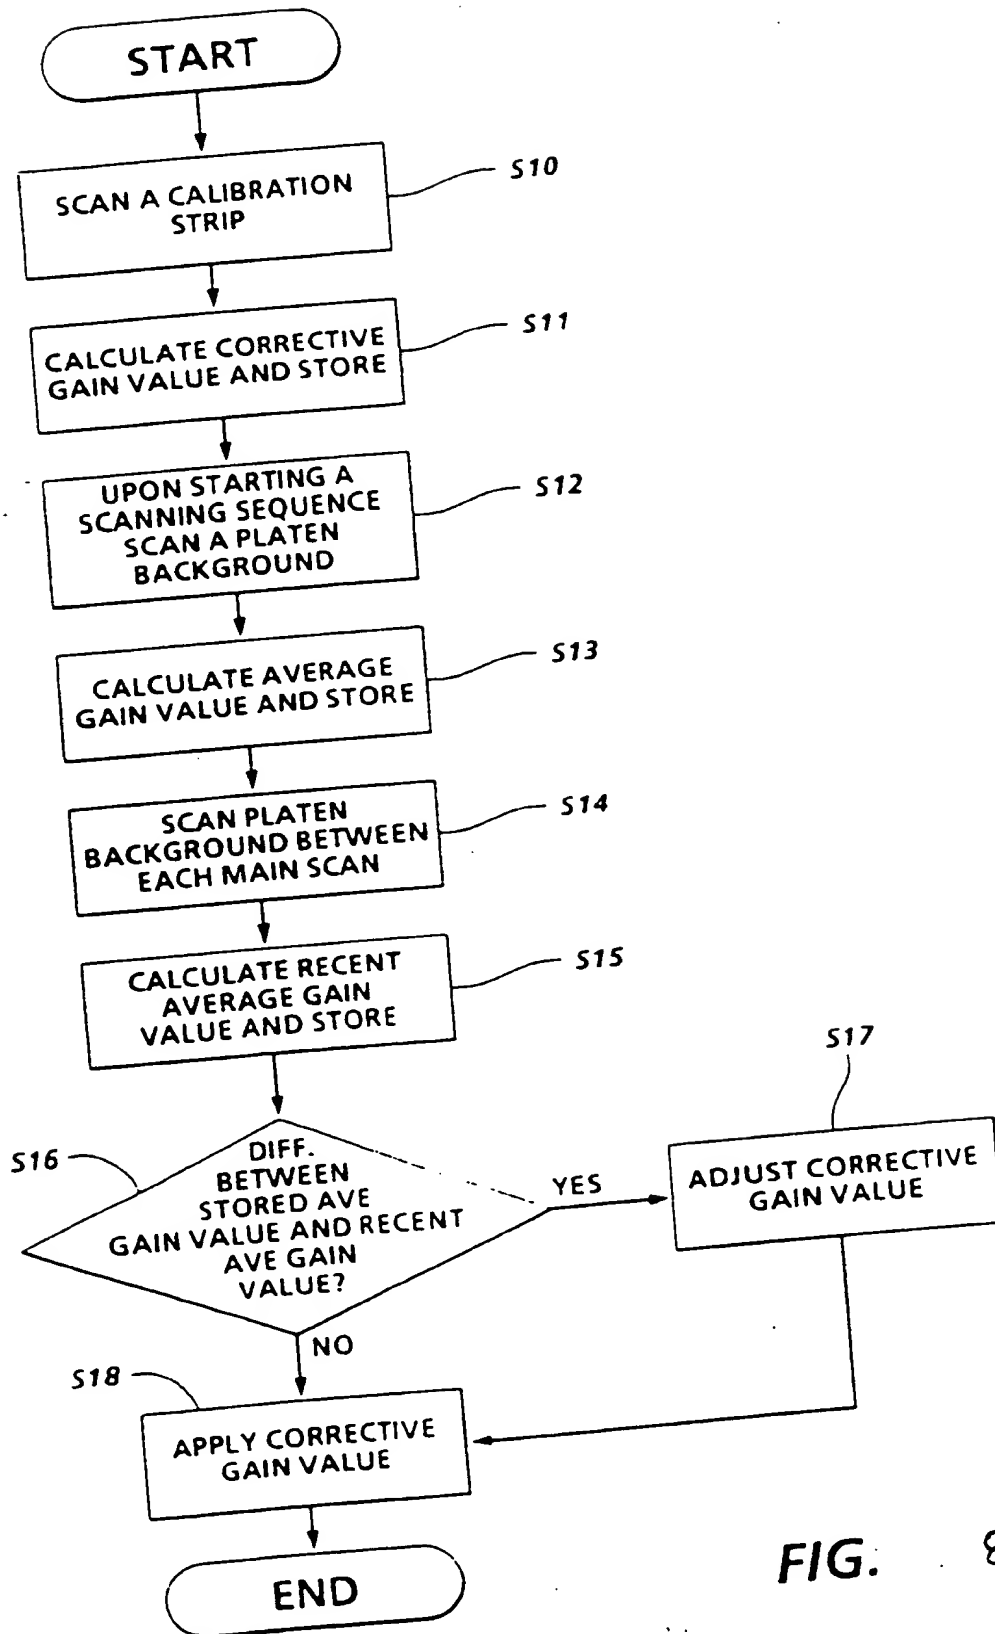 START
SCAN A CALIBRATION
STRIP
S10
CALCULATE CORRECTIVE
GAIN VALUE AND STORE
S11
UPON STARTING A
SCANNING SEQUENCE
SCAN A PLATEN
BACKGROUND
S12
CALCULATE AVERAGE
GAIN VALUE AND STORE
S13
SCAN PLATEN
BACKGROUND BETWEEN
EACH MAIN SCAN
S14
CALCULATE RECENT
AVERAGE GAIN
VALUE AND STORE
S15
S16
DIFF.
BETWEEN
STORED AVE
GAIN VALUE AND RECENT
AVE GAIN
VALUE?
YES
S17
ADJUST CORRECTIVE
GAIN VALUE
NO
S18
APPLY CORRECTIVE
GAIN VALUE
END
FIG. 8